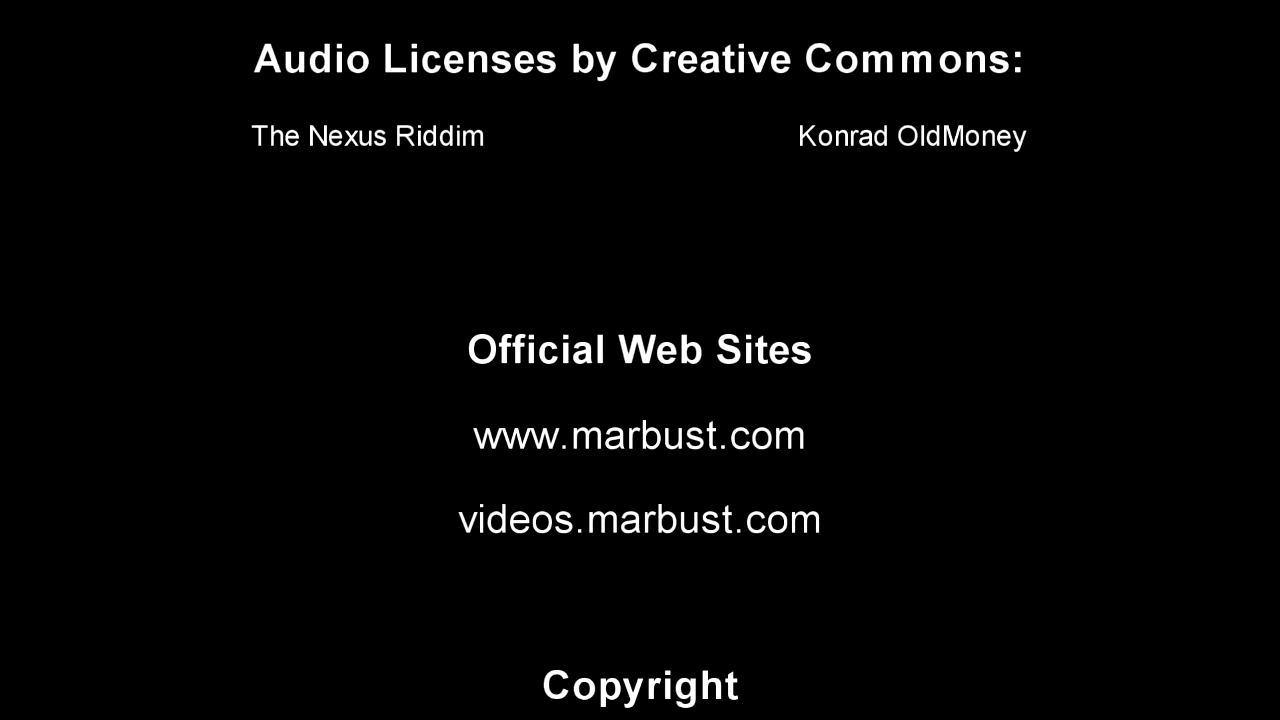 Audio Licenses by Creative Commons:
The Nexus Riddim Konrad OldMoney
Official Web Sites
www.marbust.com
videos.marbust.com
Copyright